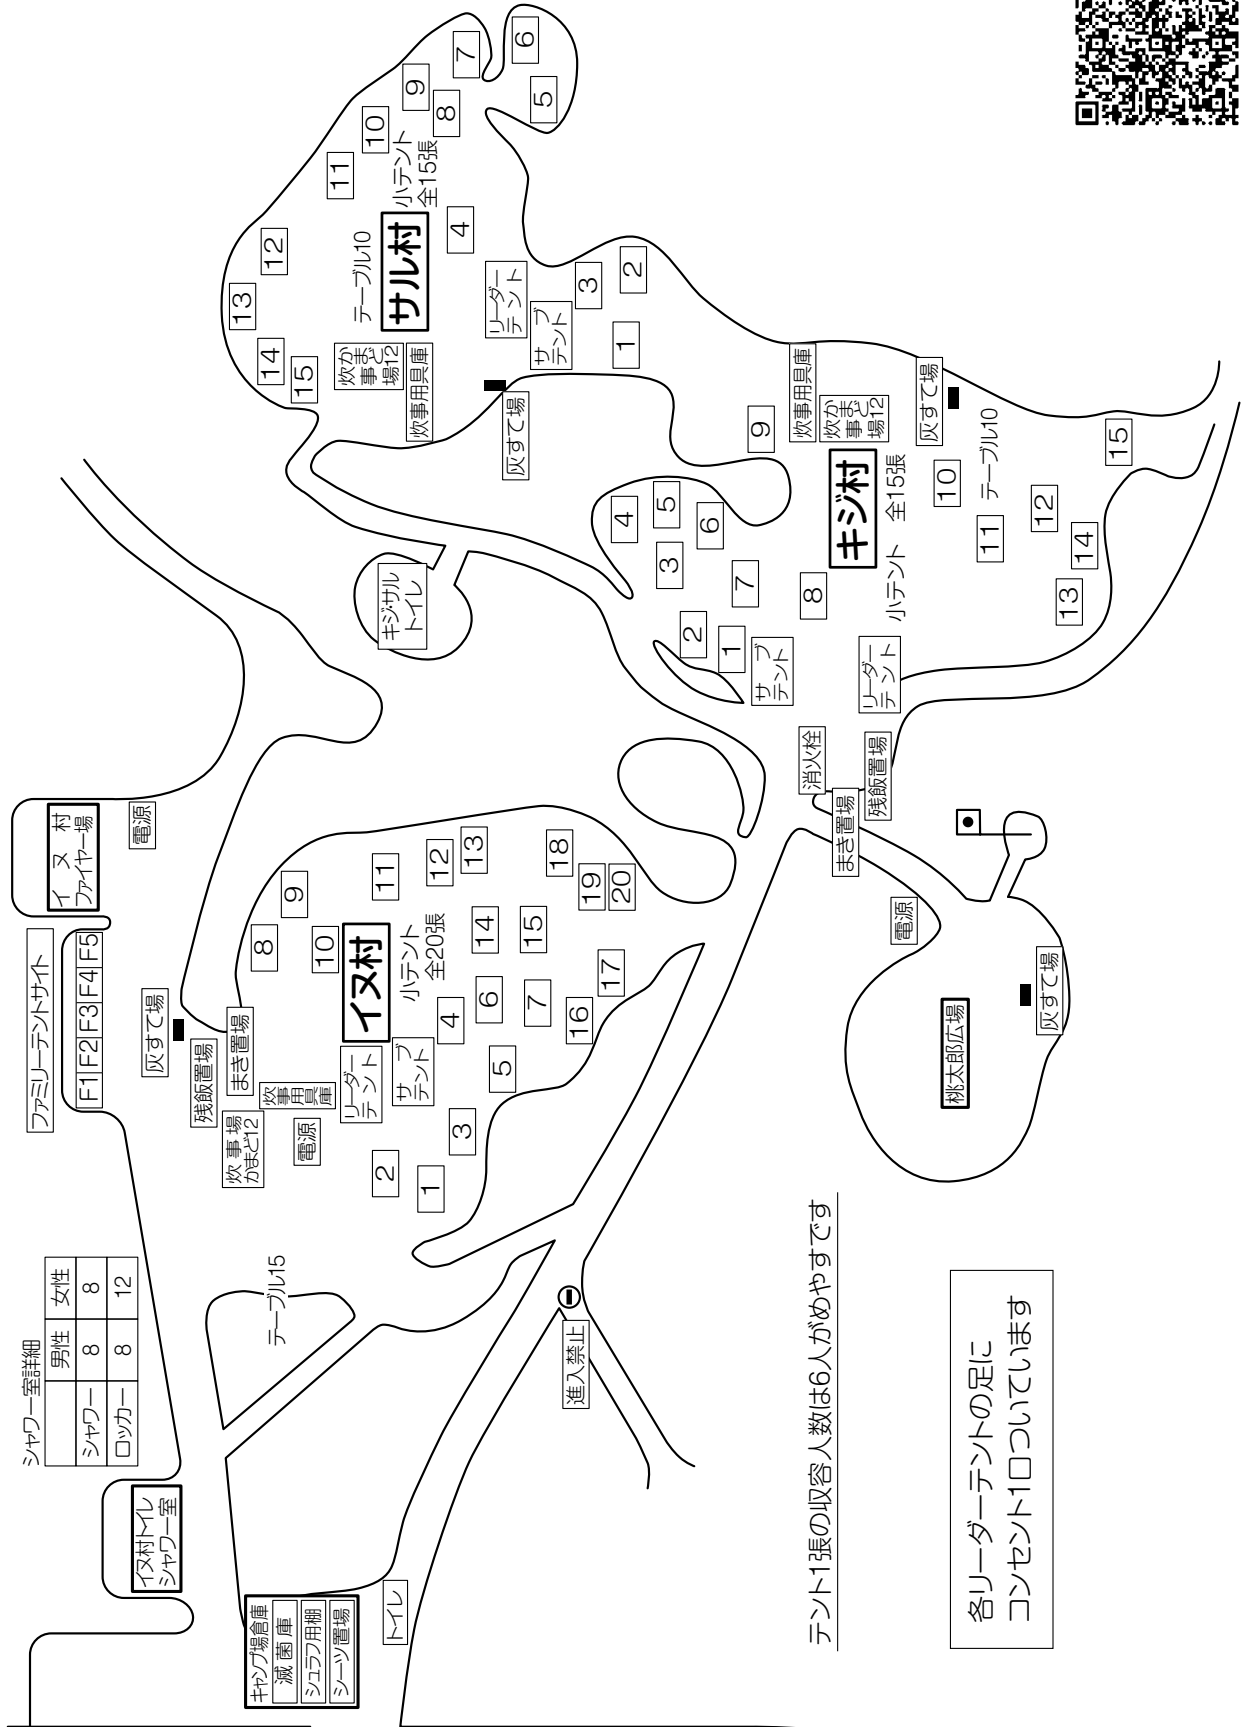 シャワー室詳細
男性 女性
シャワー 8 8
ロッカー 8 12
イヌ村トイレ
シャワー室
キャンプ場倉庫
滅菌庫
シュラフ用棚
シーツ置場
トイレ
ファミリーテントサイト
F1 F2 F3 F4 F5
イヌ村
ファイヤー場
電源
灰すて場
残飯置場
まき置場
炊事場
かまど12
炊事
用具
庫
電源
テーブル15
リーダー
テント
サブ
テント
イヌ村
小テント
全20張
1
2
3
4
5
6
7
8
9
10
11
12
13
14
15
16
17
18
19
20
進入禁止
キジ・サル
トイレ
サル村
テーブル10
小テント
全15張
炊か
事まど
場12
炊事用具庫
灰すて場
リーダー
テント
サブ
テント
1
2
3
4
5
6
7
8
9
10
11
12
13
14
15
キジ村
小テント 全15張
炊事用具庫
炊か
事まど
場12
灰すて場
テーブル10
サブ
テント
リーダー
テント
1
2
3
4
5
6
7
8
9
10
11
12
13
14
15
消火栓
まき置場
残飯置場
電源
桃太郎広場
灰すて場
テント1張の収容人数は6人がめやすです
各リーダーテントの足に
コンセント1口ついています